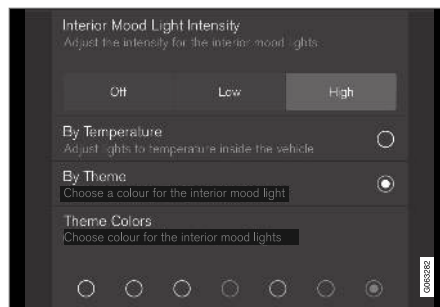 Interior Mood Light Intensity
Adjust the intensity for the interior mood lights
Off Low High
By Temperature
Adjust lights to temperature inside the vehicle
By Theme
Choose a colour for the interior mood light
Theme Colors
Choose colour for the interior mood lights
G063282